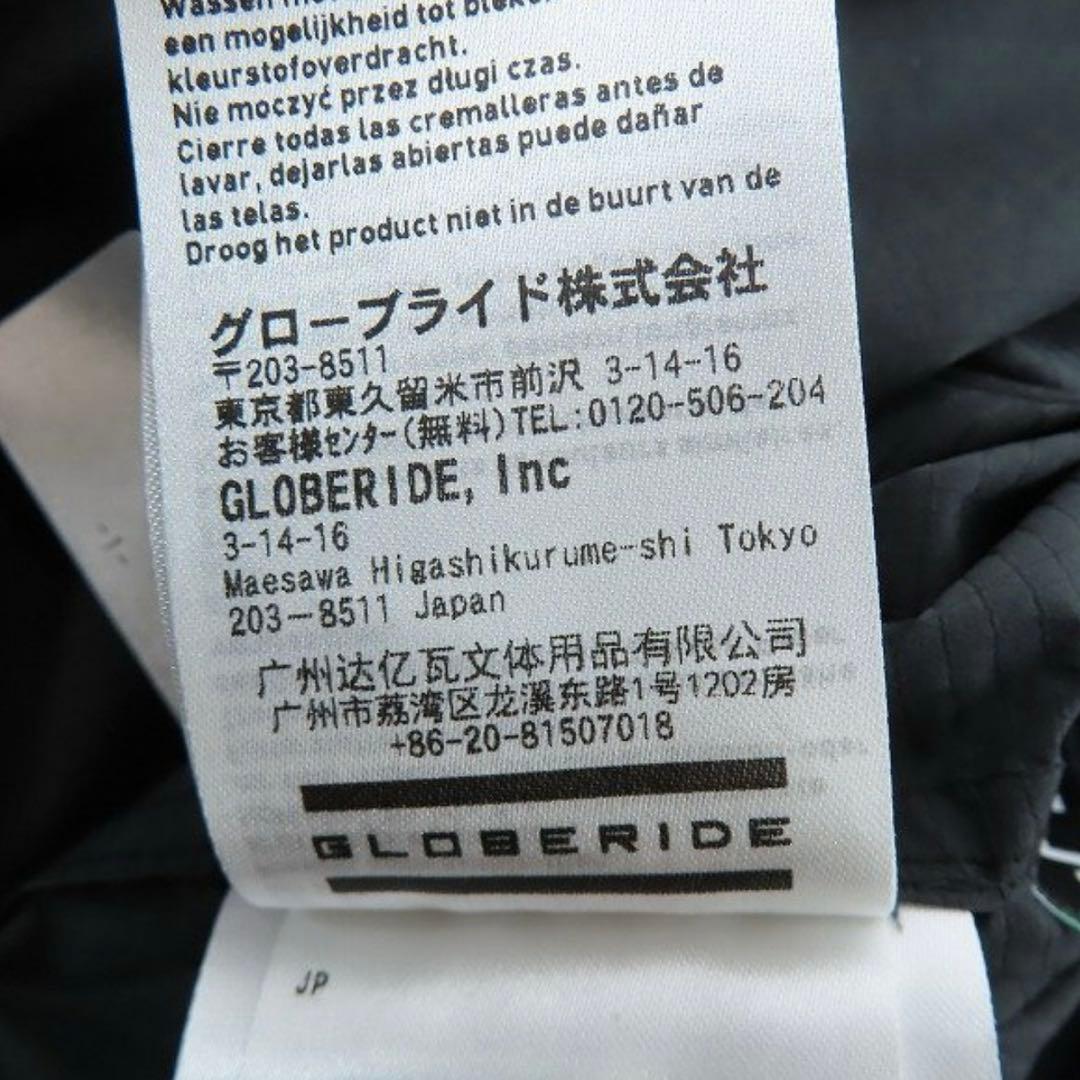 Wassen
een mogelijkheid tot
kleurstofoverdracht.
Nie moczyć przez długi czas.
Cierre todas las cremalleras antes de
lavar, dejarlas abiertas puede dañar
las telas.
Droog het product niet in de buurt van de
グローブライド株式会社
〒203-8511
東京都東久留米市前沢 3-14-16
お客様ｾﾝﾀｰ(無料)TEL:0120-506-204
GLOBERIDE, Inc
3-14-16
Maesawa Higashikurume-shi Tokyo
203-8511 Japan
广州达亿瓦文体用品有限公司
广州市荔湾区龙溪东路1号1202房
+86-20-81507018
GLOBERIDE
JP